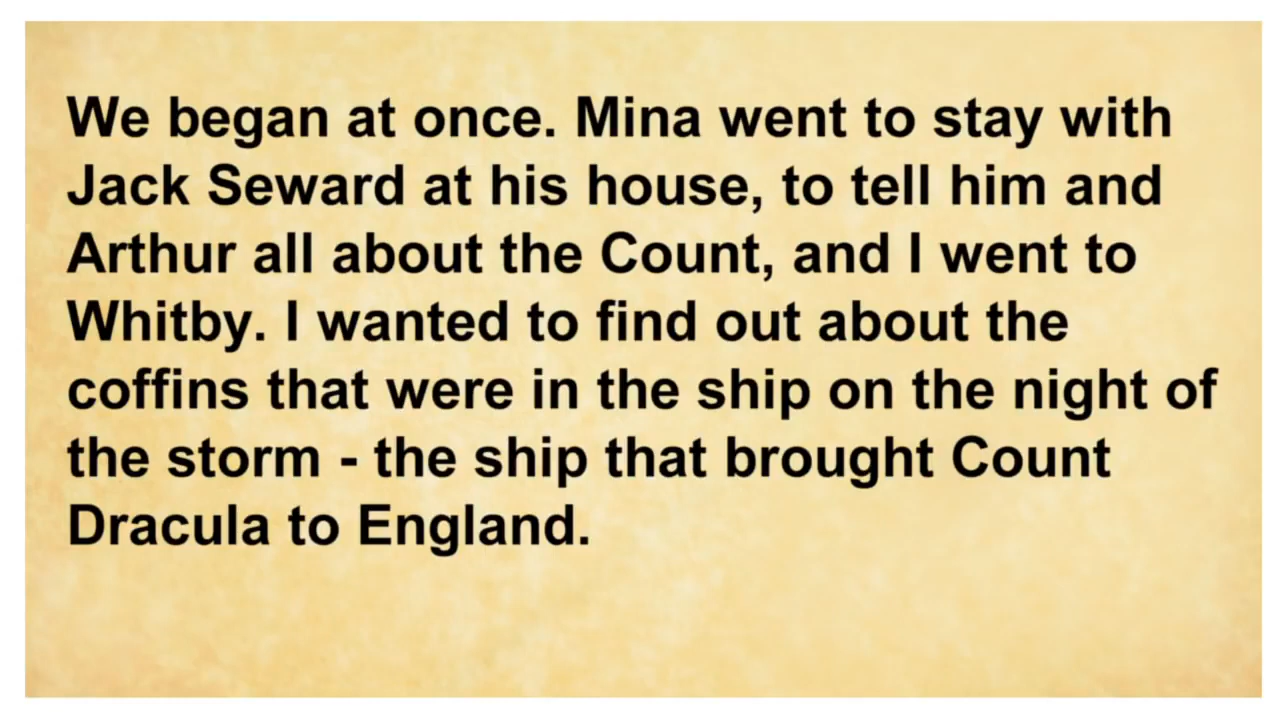 We began at once. Mina went to stay with
Jack Seward at his house, to tell him and
Arthur all about the Count, and I went to
Whitby. I wanted to find out about the
coffins that were in the ship on the night of
the storm - the ship that brought Count
Dracula to England.